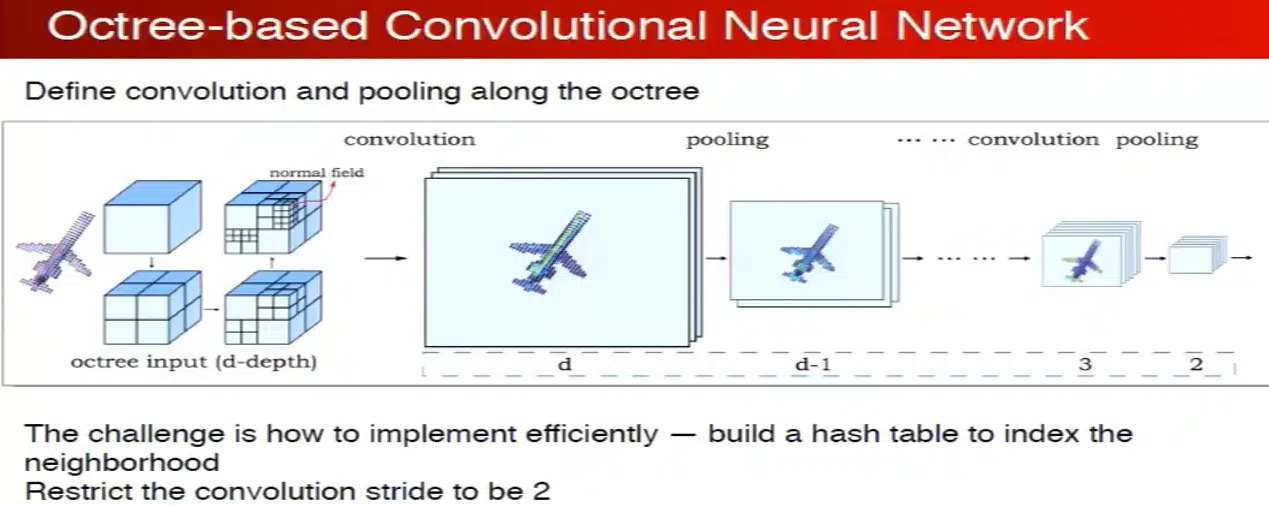 Octree-based Convolutional Neural Network
Define convolution and pooling along the octree
convolution pooling ... ... convolution pooling
normal field
... ...
octree input (d-depth)
d d-1 3 2
The challenge is how to implement efficiently — build a hash table to index the
neighborhood
Restrict the convolution stride to be 2